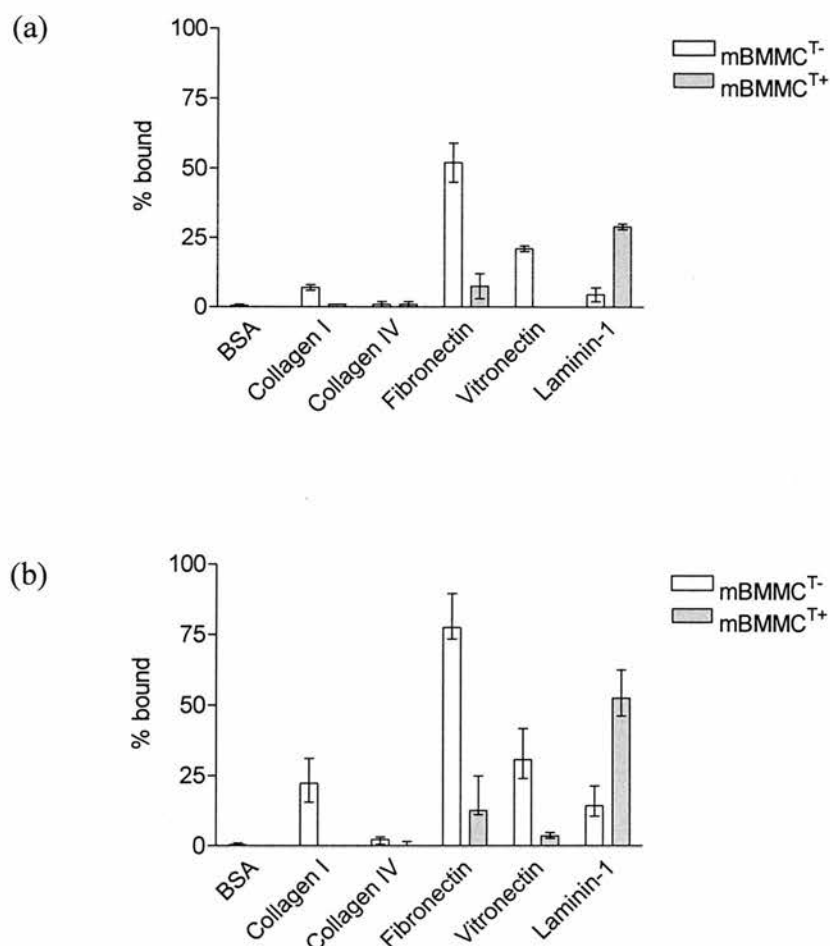 (a)
100
75
50
25
0
% bound
BSA
Collagen I
Collagen IV
Fibronectin
Vitronectin
Laminin-1
mBMMC^T-
mBMMC^T+
(b)
100
75
50
25
0
% bound
BSA
Collagen I
Collagen IV
Fibronectin
Vitronectin
Laminin-1
mBMMC^T-
mBMMC^T+